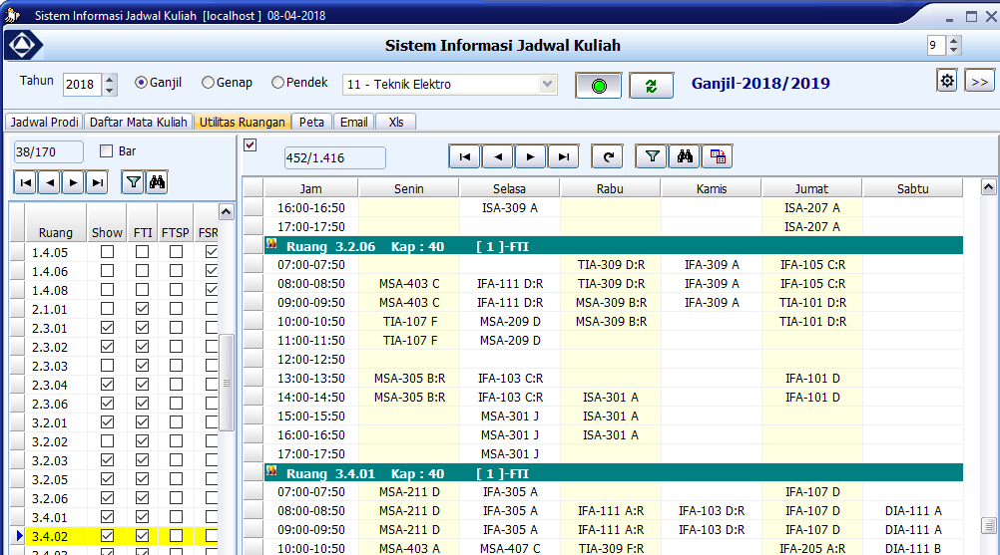 Sistem Informasi Jadwal Kuliah [localhost ] 08-04-2018
Sistem Informasi Jadwal Kuliah
9
Tahun 2018 Ganjil Genap Pendek 11 - Teknik Elektro Ganjil-2018/2019 >>
Jadwal Prodi Daftar Mata Kuliah Utilitas Ruangan Peta Email Xls
38/170 Bar
452/1.416
Ruang Show FTI FTSP FSR
1.4.05
1.4.06
1.4.08
2.1.01
2.3.01
2.3.02
2.3.03
2.3.04
2.3.06
3.2.01
3.2.02
3.2.03
3.2.05
3.2.06
3.4.01
3.4.02
Jam Senin Selasa Rabu Kamis Jumat Sabtu
16:00-16:50 ISA-309 A ISA-207 A
17:00-17:50 ISA-207 A
Ruang 3.2.06 Kap : 40 [ 1 ]-FTI
07:00-07:50 TIA-309 D:R IFA-309 A IFA-105 C:R
08:00-08:50 MSA-403 C IFA-111 D:R TIA-309 D:R IFA-309 A IFA-105 C:R
09:00-09:50 MSA-403 C IFA-111 D:R MSA-309 B:R IFA-309 A TIA-101 D:R
10:00-10:50 TIA-107 F MSA-209 D MSA-309 B:R TIA-101 D:R
11:00-11:50 TIA-107 F MSA-209 D
12:00-12:50
13:00-13:50 MSA-305 B:R IFA-103 C:R IFA-101 D
14:00-14:50 MSA-305 B:R IFA-103 C:R ISA-301 A IFA-101 D
15:00-15:50 MSA-301 J ISA-301 A
16:00-16:50 MSA-301 J ISA-301 A
17:00-17:50 MSA-301 J
Ruang 3.4.01 Kap : 40 [ 1 ]-FTI
07:00-07:50 MSA-211 D IFA-305 A IFA-107 D
08:00-08:50 MSA-211 D IFA-305 A IFA-111 A:R IFA-103 D:R IFA-107 D DIA-111 A
09:00-09:50 MSA-211 D IFA-305 A IFA-111 A:R IFA-103 D:R IFA-107 D DIA-111 A
10:00-10:50 MSA-403 A MSA-407 C TIA-309 F:R IFA-205 A:R DIA-111 B